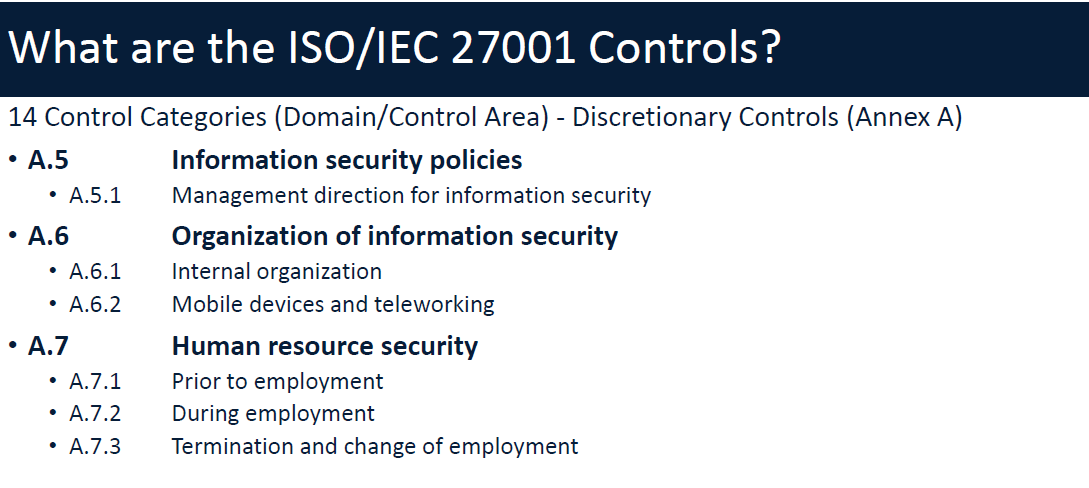 What are the ISO/IEC 27001 Controls?
14 Control Categories (Domain/Control Area) - Discretionary Controls (Annex A)
• A.5 Information security policies
• A.5.1 Management direction for information security
• A.6 Organization of information security
• A.6.1 Internal organization
• A.6.2 Mobile devices and teleworking
• A.7 Human resource security
• A.7.1 Prior to employment
• A.7.2 During employment
• A.7.3 Termination and change of employment